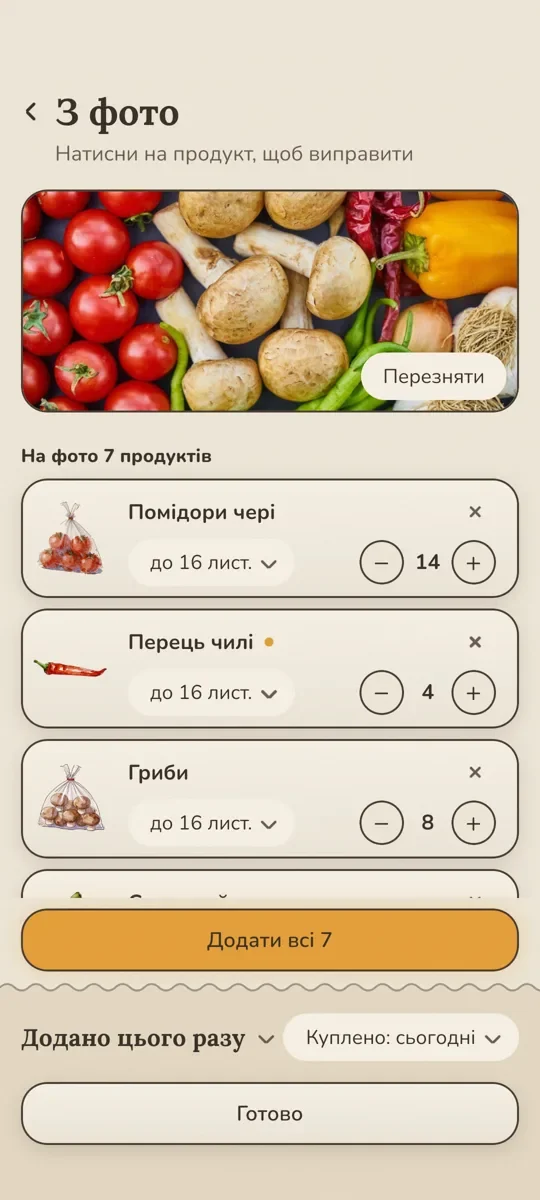 З фото
Натисни на продукт, щоб виправити
Перезняти
На фото 7 продуктів
Помідори чері
до 16 лист.
14
Перець чилі
до 16 лист.
4
Гриби
до 16 лист.
8
Додати всі 7
Додано цього разу
Куплено: сьогодні
Готово